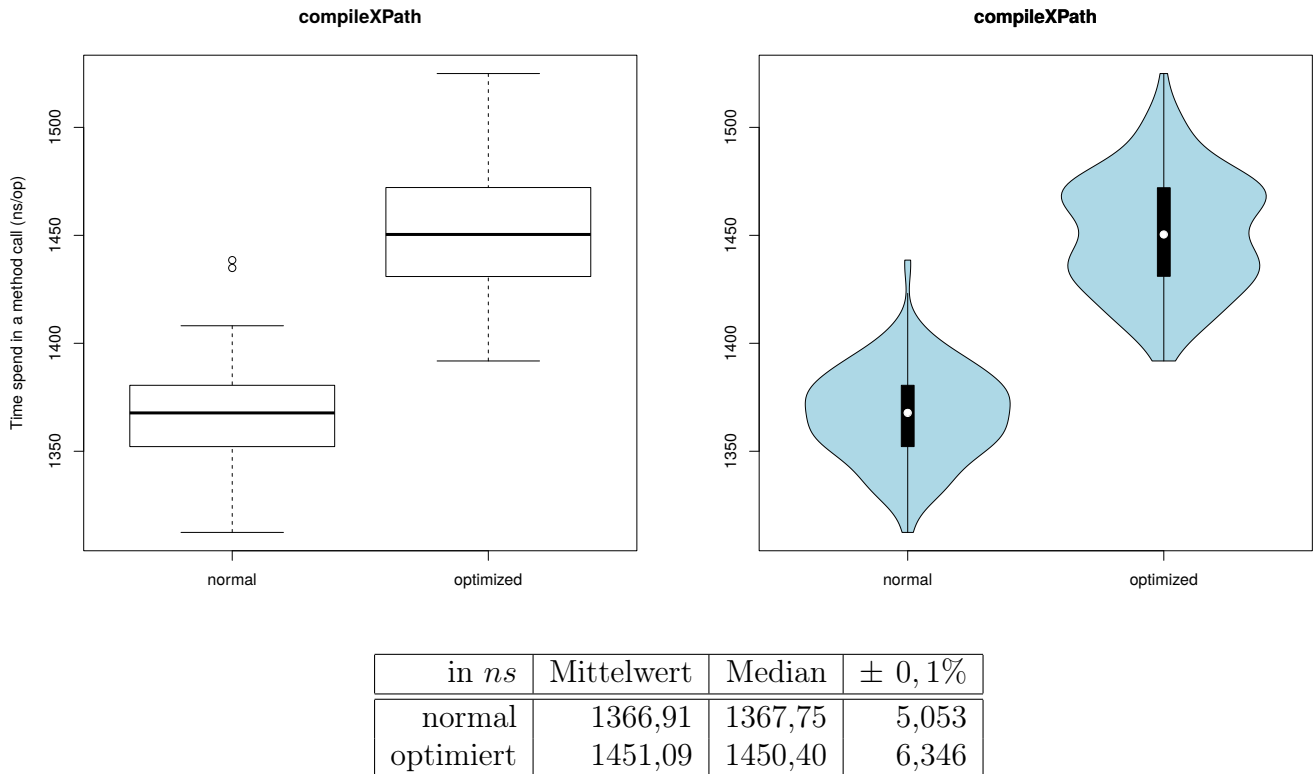 compileXPath
Time spend in a method call (ns/op)
1500
1450
1400
1350
normal optimized
compileXPath
1500
1450
1400
1350
normal optimized
in ns Mittelwert Median ± 0, 1%
normal 1366,91 1367,75 5,053
optimiert 1451,09 1450,40 6,346